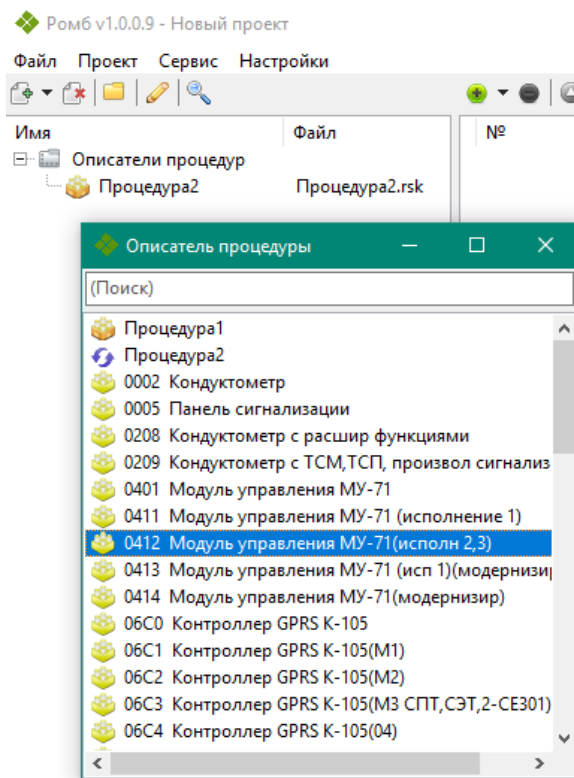 Ромб v1.0.0.9 - Новый проект
Файл Проект Сервис Настройки
Имя Файл №
Описатели процедур
Процедура2 Процедура2.rsk
Описатель процедуры
(Поиск)
Процедура1
Процедура2
0002 Кондуктометр
0005 Панель сигнализации
0208 Кондуктометр с расшир функциями
0209 Кондуктометр с ТСМ,ТСП, произвол сигнализ
0401 Модуль управления МУ-71
0411 Модуль управления МУ-71 (исполнение 1)
0412 Модуль управления МУ-71(исполн 2,3)
0413 Модуль управления МУ-71 (исп 1)(модернизи
0414 Модуль управления МУ-71(модернизир)
06C0 Контроллер GPRS К-105
06C1 Контроллер GPRS К-105(М1)
06C2 Контроллер GPRS К-105(М2)
06C3 Контроллер GPRS К-105(М3 СПТ,СЭТ,2-СЕ301)
06C4 Контроллер GPRS К-105(04)